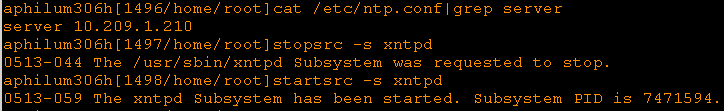 aphilum306h[1496/home/root]cat /etc/ntp.conf|grep server
server 10.209.1.210
aphilum306h[1497/home/root]stopsrc -s xntpd
0513-044 The /usr/sbin/xntpd Subsystem was requested to stop.
aphilum306h[1498/home/root]startsrc -s xntpd
0513-059 The xntpd Subsystem has been started. Subsystem PID is 7471594.